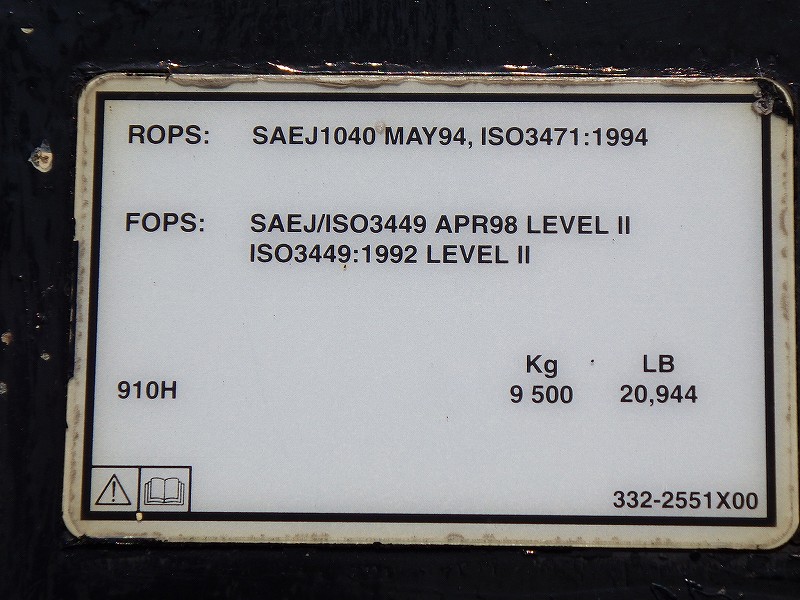 ROPS: SAEJ1040 MAY94, ISO3471:1994
FOPS: SAEJ/ISO3449 APR98 LEVEL II
ISO3449:1992 LEVEL II
Kg LB
910H 9 500 20,944
332-2551X00